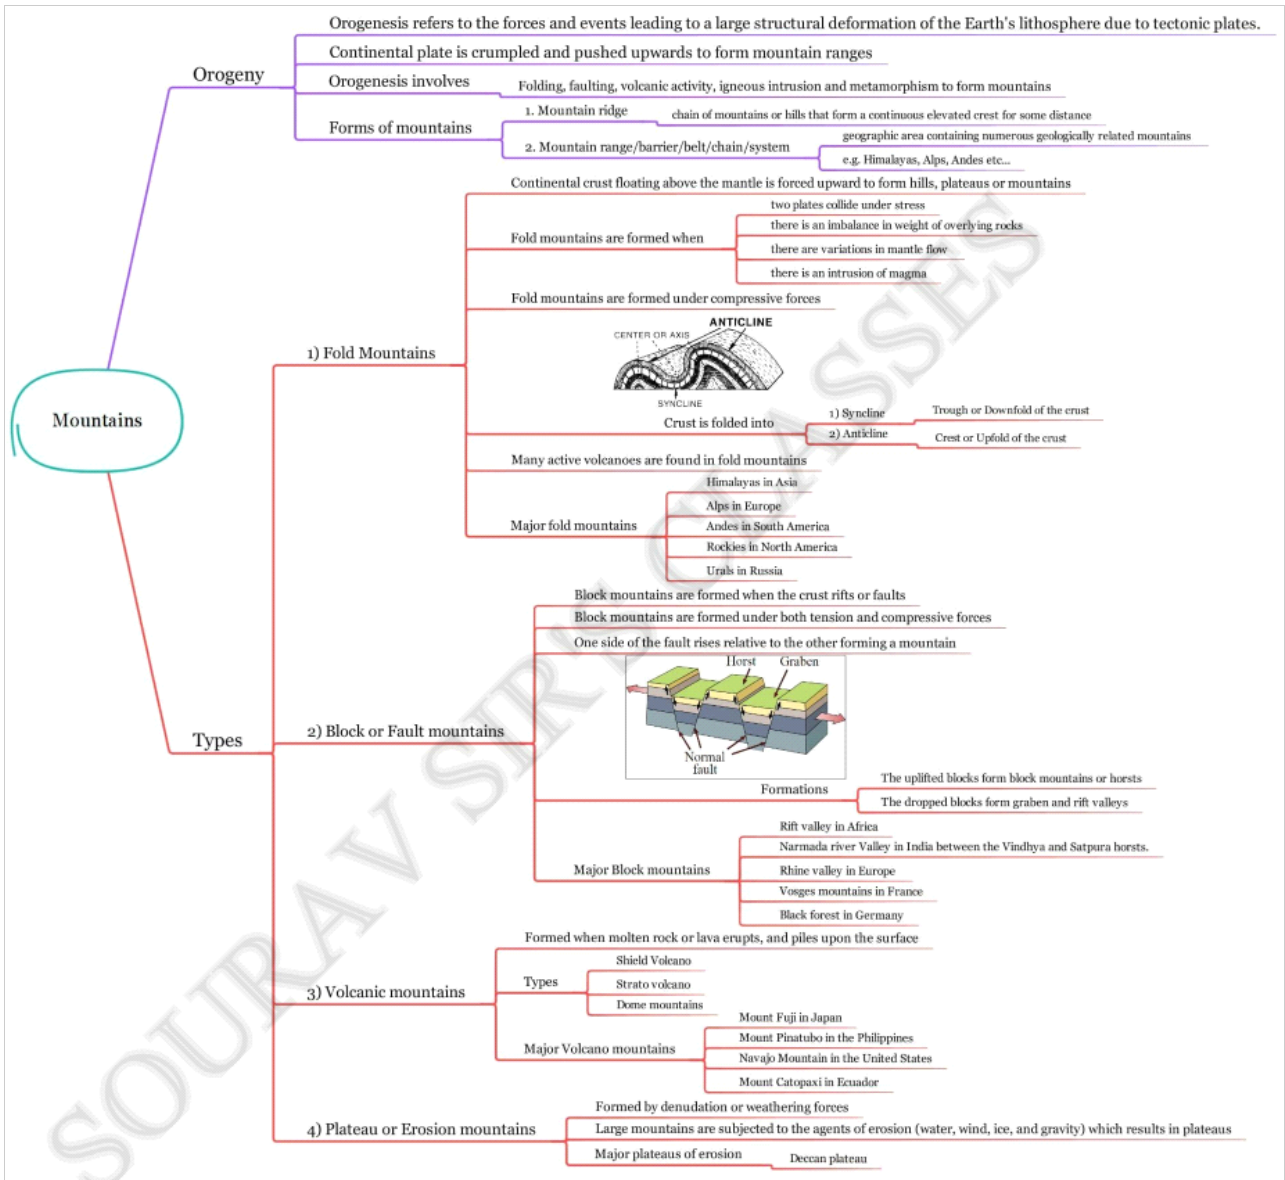 Mountains
Orogeny
Orogenesis refers to the forces and events leading to a large structural deformation of the Earth's lithosphere due to tectonic plates.
Continental plate is crumpled and pushed upwards to form mountain ranges
Orogenesis involves
Folding, faulting, volcanic activity, igneous intrusion and metamorphism to form mountains
Forms of mountains
1. Mountain ridge
chain of mountains or hills that form a continuous elevated crest for some distance
2. Mountain range/barrier/belt/chain/system
geographic area containing numerous geologically related mountains
e.g. Himalayas, Alps, Andes etc...
Types
1) Fold Mountains
Continental crust floating above the mantle is forced upward to form hills, plateaus or mountains
Fold mountains are formed when
two plates collide under stress
there is an imbalance in weight of overlying rocks
there are variations in mantle flow
there is an intrusion of magma
Fold mountains are formed under compressive forces
ANTICLINE
CENTER OR AXIS
SYNCLINE
Crust is folded into
1) Syncline
Trough or Downfold of the crust
2) Anticline
Crest or Upfold of the crust
Many active volcanoes are found in fold mountains
Major fold mountains
Himalayas in Asia
Alps in Europe
Andes in South America
Rockies in North America
Urals in Russia
2) Block or Fault mountains
Block mountains are formed when the crust rifts or faults
Block mountains are formed under both tension and compressive forces
One side of the fault rises relative to the other forming a mountain
Horst
Graben
Normal
fault
Formations
The uplifted blocks form block mountains or horsts
The dropped blocks form graben and rift valleys
Major Block mountains
Rift valley in Africa
Narmada river Valley in India between the Vindhya and Satpura horsts.
Rhine valley in Europe
Vosges mountains in France
Black forest in Germany
3) Volcanic mountains
Formed when molten rock or lava erupts, and piles upon the surface
Types
Shield Volcano
Strato volcano
Dome mountains
Major Volcano mountains
Mount Fuji in Japan
Mount Pinatubo in the Philippines
Navajo Mountain in the United States
Mount Catopaxi in Ecuador
4) Plateau or Erosion mountains
Formed by denudation or weathering forces
Large mountains are subjected to the agents of erosion (water, wind, ice, and gravity) which results in plateaus
Major plateaus of erosion
Deccan plateau
SOURAV SIR'S CLASSES